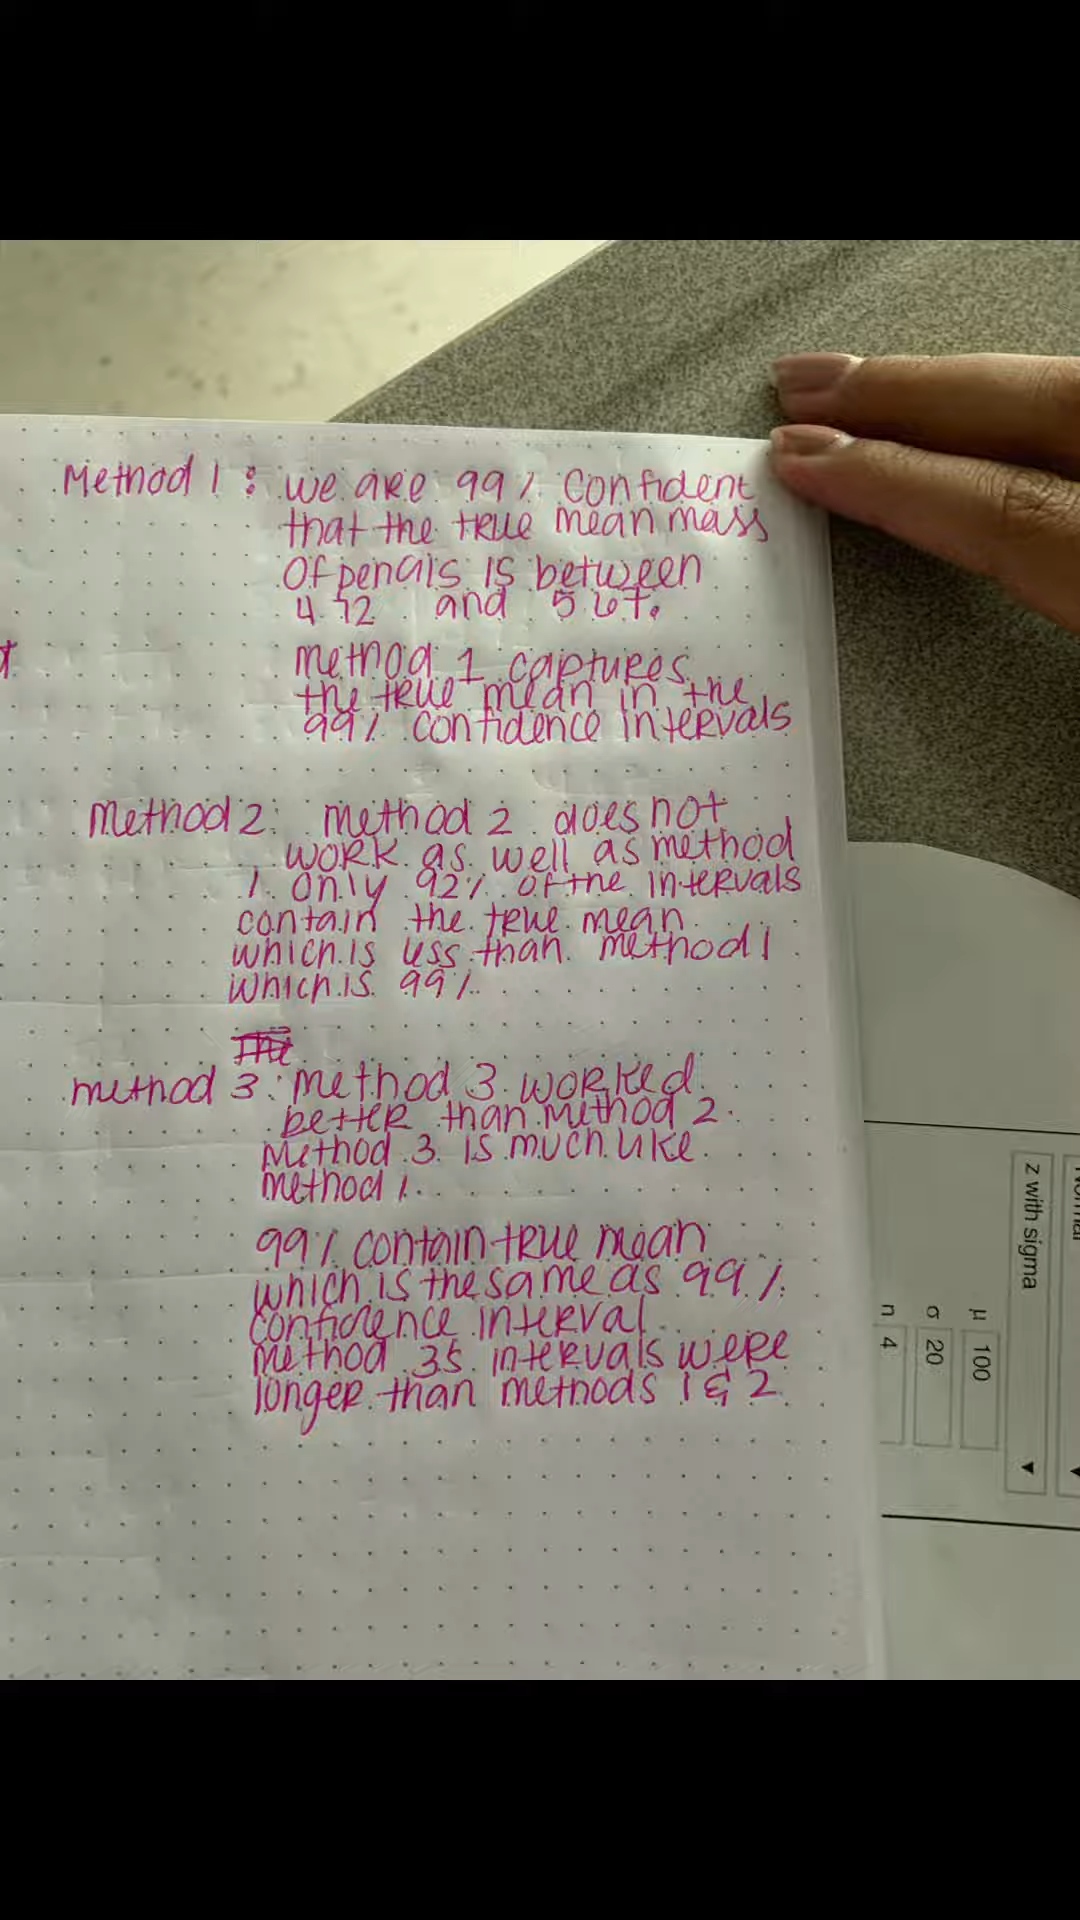 Method 1: we are 99% confident
that the true mean mass
of pencils is between
4.72 and 5.67.
method 1 captures
the true mean in the
99% confidence intervals
Method 2: method 2 does not
work as well as method
1. Only 92% of the intervals
contain the true mean
which is less than method 1
which is 99%.
The
method 3: method 3 worked
better than method 2.
Method 3 is much like
method 1.
99% contain true mean
which is the same as 99%
confidence interval.
Method 3s intervals were
longer than methods 1 & 2.
z with sigma
μ 100
σ 20
n 4